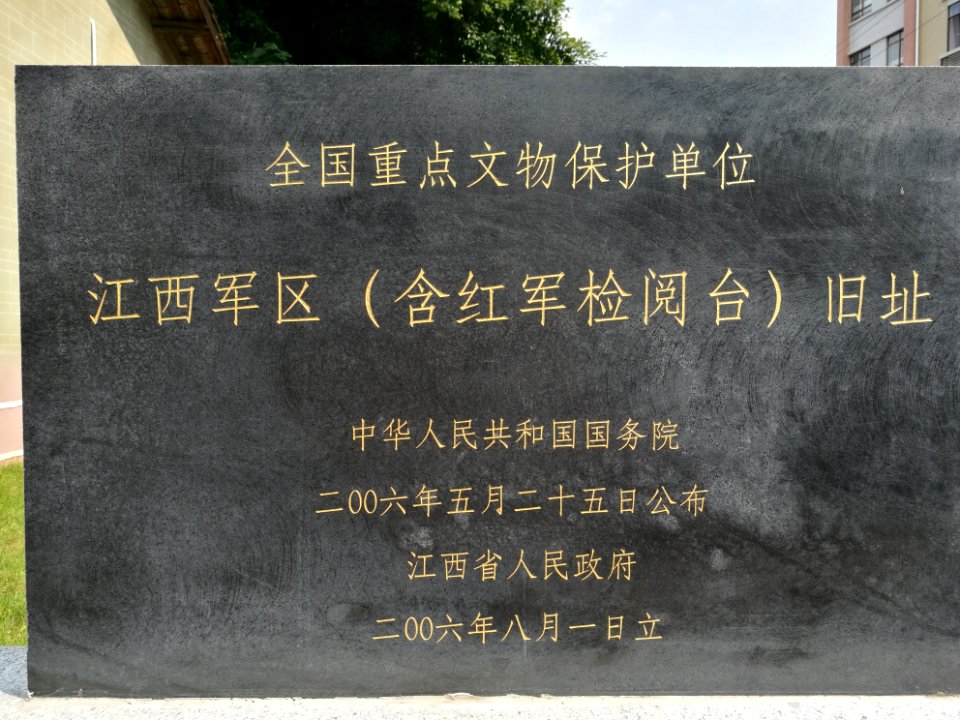 全国重点文物保护单位
江西军区（含红军检阅台）旧址
中华人民共和国国务院
二00六年五月二十五日公布
江西省人民政府
二00六年八月一日立